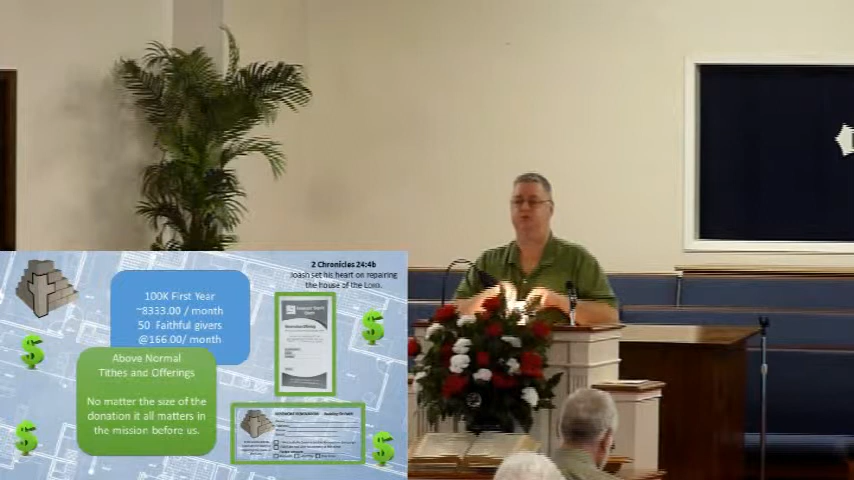 2 Chronicles 24:4b
Joash set his heart on repairing
the house of the Lord.
100K First Year
~8333.00 / month
50 Faithful givers
@166.00/ month
Above Normal
Tithes and Offerings
No matter the size of the
donation it all matters in
the mission before us.